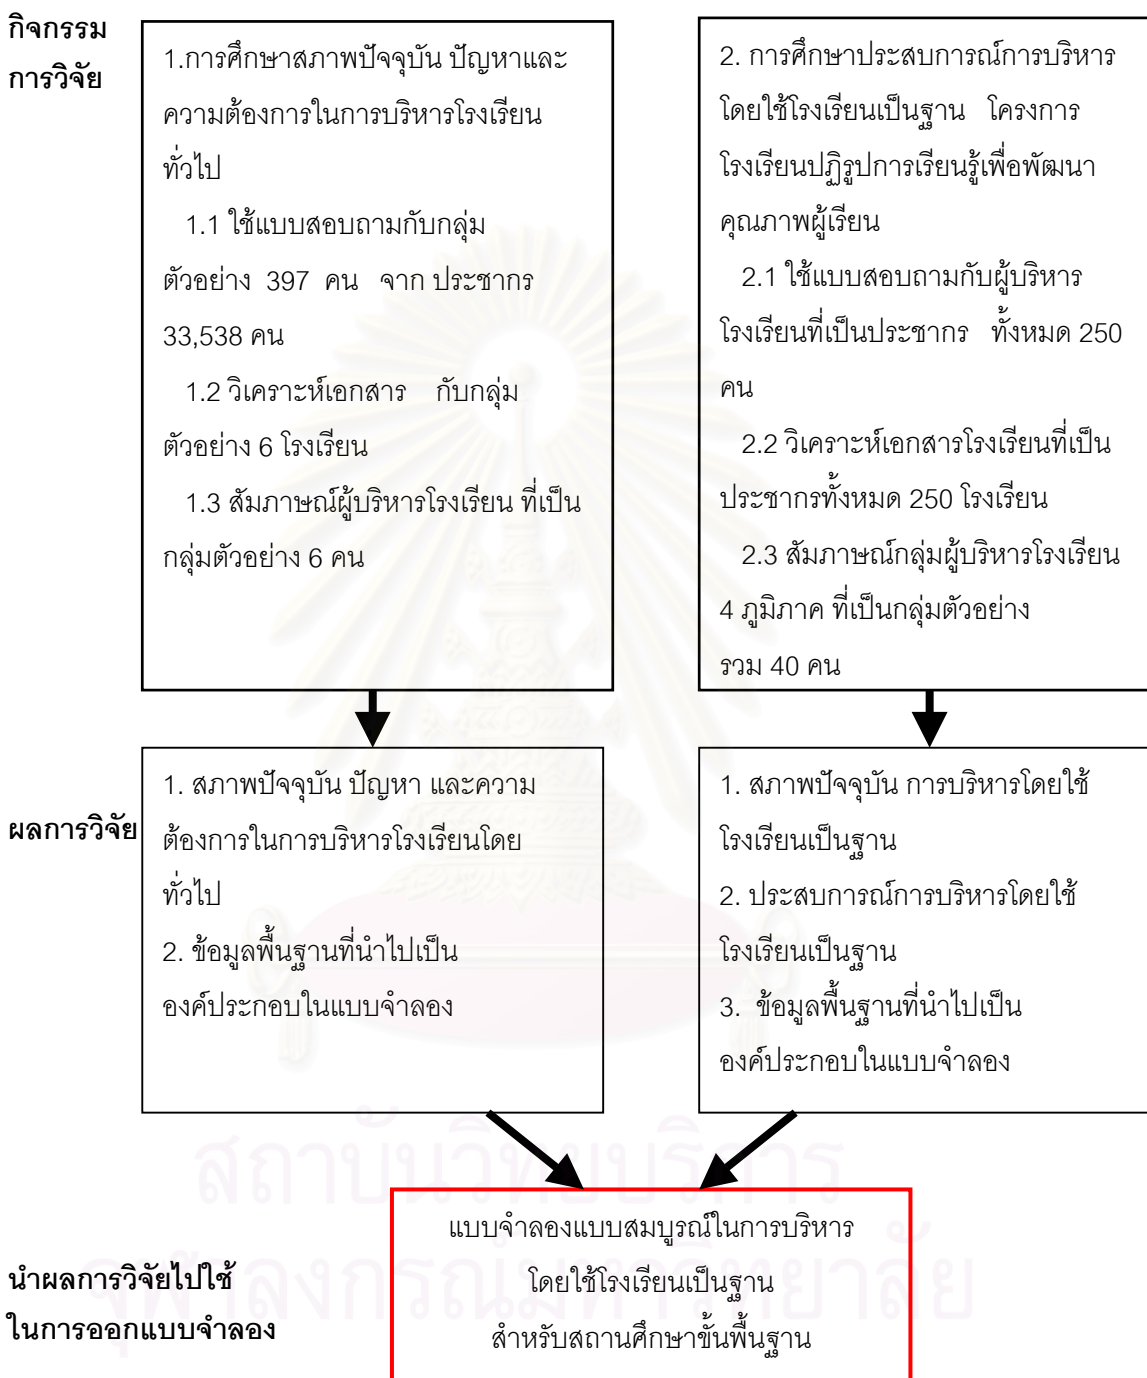 กิจกรรม
การวิจัย
1.การศึกษาสภาพปัจจุบัน ปัญหาและ
ความต้องการในการบริหารโรงเรียน
ทั่วไป
1.1 ใช้แบบสอบถามกับกลุ่ม
ตัวอย่าง 397 คน จาก ประชากร
33,538 คน
1.2 วิเคราะห์เอกสาร กับกลุ่ม
ตัวอย่าง 6 โรงเรียน
1.3 สัมภาษณ์ผู้บริหารโรงเรียน ที่เป็น
กลุ่มตัวอย่าง 6 คน
2. การศึกษาประสบการณ์การบริหาร
โดยใช้โรงเรียนเป็นฐาน โครงการ
โรงเรียนปฏิรูปการเรียนรู้เพื่อพัฒนา
คุณภาพผู้เรียน
2.1 ใช้แบบสอบถามกับผู้บริหาร
โรงเรียนที่เป็นประชากร ทั้งหมด 250
คน
2.2 วิเคราะห์เอกสารโรงเรียนที่เป็น
ประชากรทั้งหมด 250 โรงเรียน
2.3 สัมภาษณ์กลุ่มผู้บริหารโรงเรียน
4 ภูมิภาค ที่เป็นกลุ่มตัวอย่าง
รวม 40 คน
ผลการวิจัย
1. สภาพปัจจุบัน ปัญหา และความ
ต้องการในการบริหารโรงเรียนโดย
ทั่วไป
2. ข้อมูลพื้นฐานที่นำไปเป็น
องค์ประกอบในแบบจำลอง
1. สภาพปัจจุบัน การบริหารโดยใช้
โรงเรียนเป็นฐาน
2. ประสบการณ์การบริหารโดยใช้
โรงเรียนเป็นฐาน
3. ข้อมูลพื้นฐานที่นำไปเป็น
องค์ประกอบในแบบจำลอง
สถาบันวิทยบริการ
จุฬาลงกรณ์มหาวิทยาลัย
นำผลการวิจัยไปใช้
ในการออกแบบจำลอง
แบบจำลองแบบสมบูรณ์ในการบริหาร
โดยใช้โรงเรียนเป็นฐาน
สำหรับสถานศึกษาขั้นพื้นฐาน